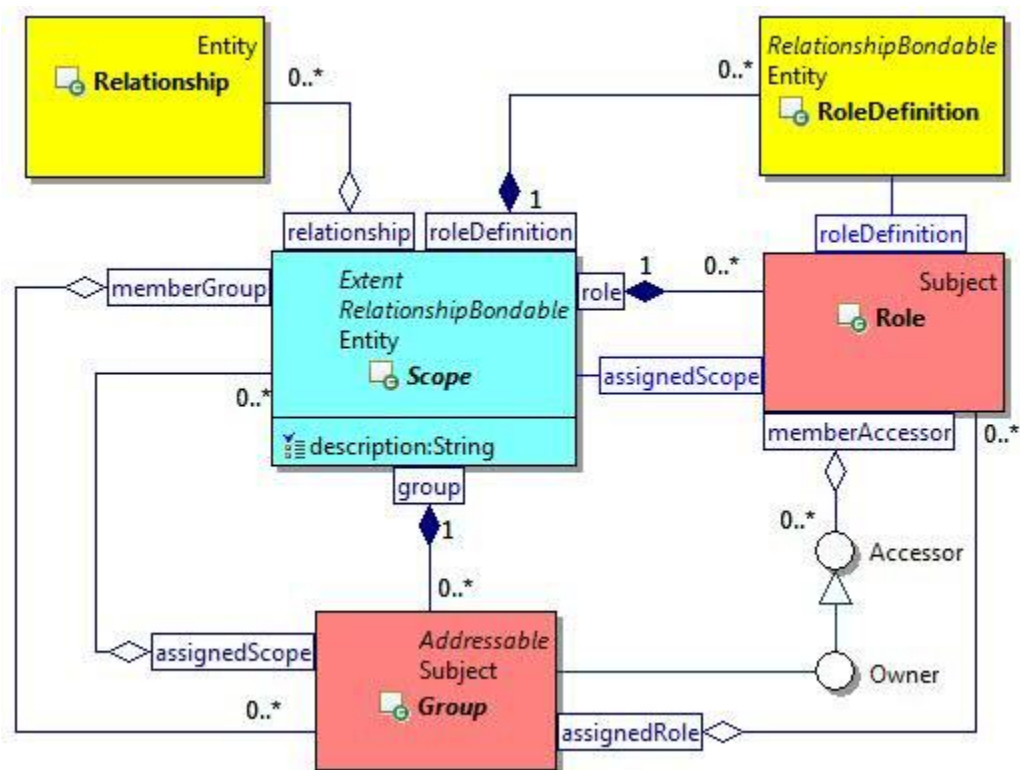 Entity
Relationship
0..*
RelationshipBondable
Entity
RoleDefinition
0..*
1
relationship
roleDefinition
roleDefinition
memberGroup
Extent
RelationshipBondable
Entity
Scope
description:String
role
1
0..*
Subject
Role
assignedScope
0..*
memberAccessor
0..*
group
1
0..*
0..*
Accessor
Owner
assignedScope
0..*
Addressable
Subject
Group
assignedRole